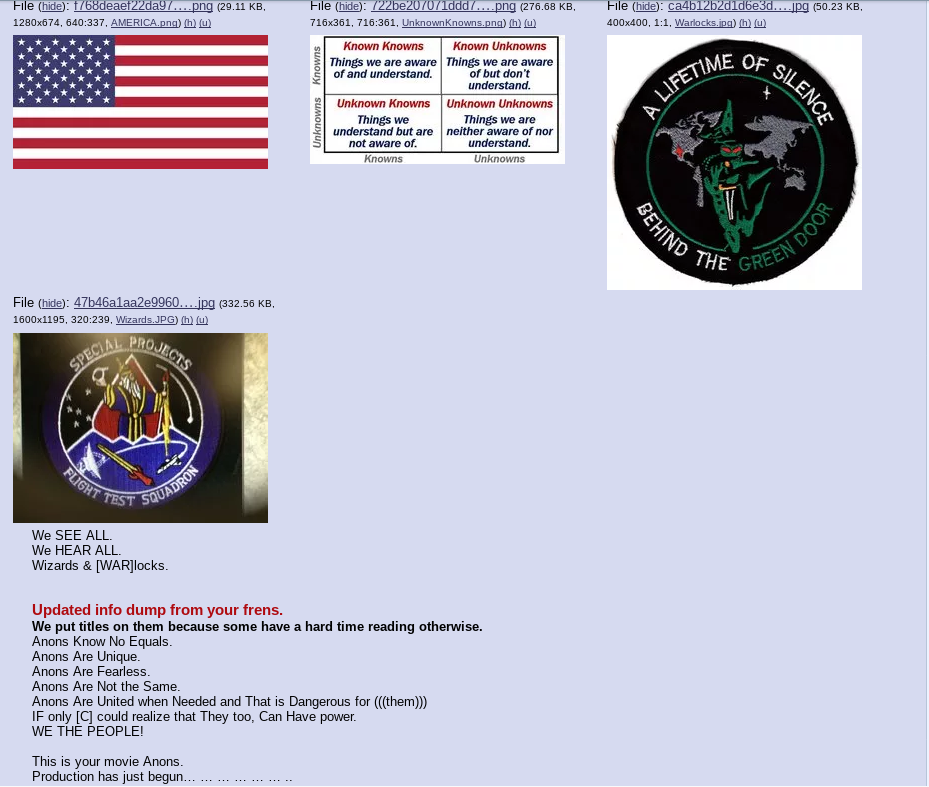 File (hide): f768deaef22da97….png (29.11 KB,
1280x674, 640:337, AMERICA.png) (h) (u)
File (hide): 722be207071ddd7….png (276.68 KB,
716x361, 716:361, UnknownKnowns.png) (h) (u)
File (hide): ca4b12b2d1d6e3d….jpg (50.23 KB,
400x400, 1:1, Warlocks.jpg) (h) (u)
Knowns
Unknowns
Known Knowns
Things we are aware
of and understand.
Known Unknowns
Things we are aware
of but don't
understand.
Unknown Knowns
Things we
understand but are
not aware of.
Unknown Unknowns
Things we are
neither aware of nor
understand.
Knowns
Unknowns
A LIFETIME OF SILENCE
BEHIND THE GREEN DOOR
File (hide): 47b46a1aa2e9960….jpg (332.56 KB,
1600x1195, 320:239, Wizards.JPG) (h) (u)
SPECIAL PROJECTS
FLIGHT TEST SQUADRON
We SEE ALL.
We HEAR ALL.
Wizards & [WAR]locks.
Updated info dump from your frens.
We put titles on them because some have a hard time reading otherwise.
Anons Know No Equals.
Anons Are Unique.
Anons Are Fearless.
Anons Are Not the Same.
Anons Are United when Needed and That is Dangerous for (((them)))
IF only [C] could realize that They too, Can Have power.
WE THE PEOPLE!
This is your movie Anons.
Production has just begun… … … … … … ..